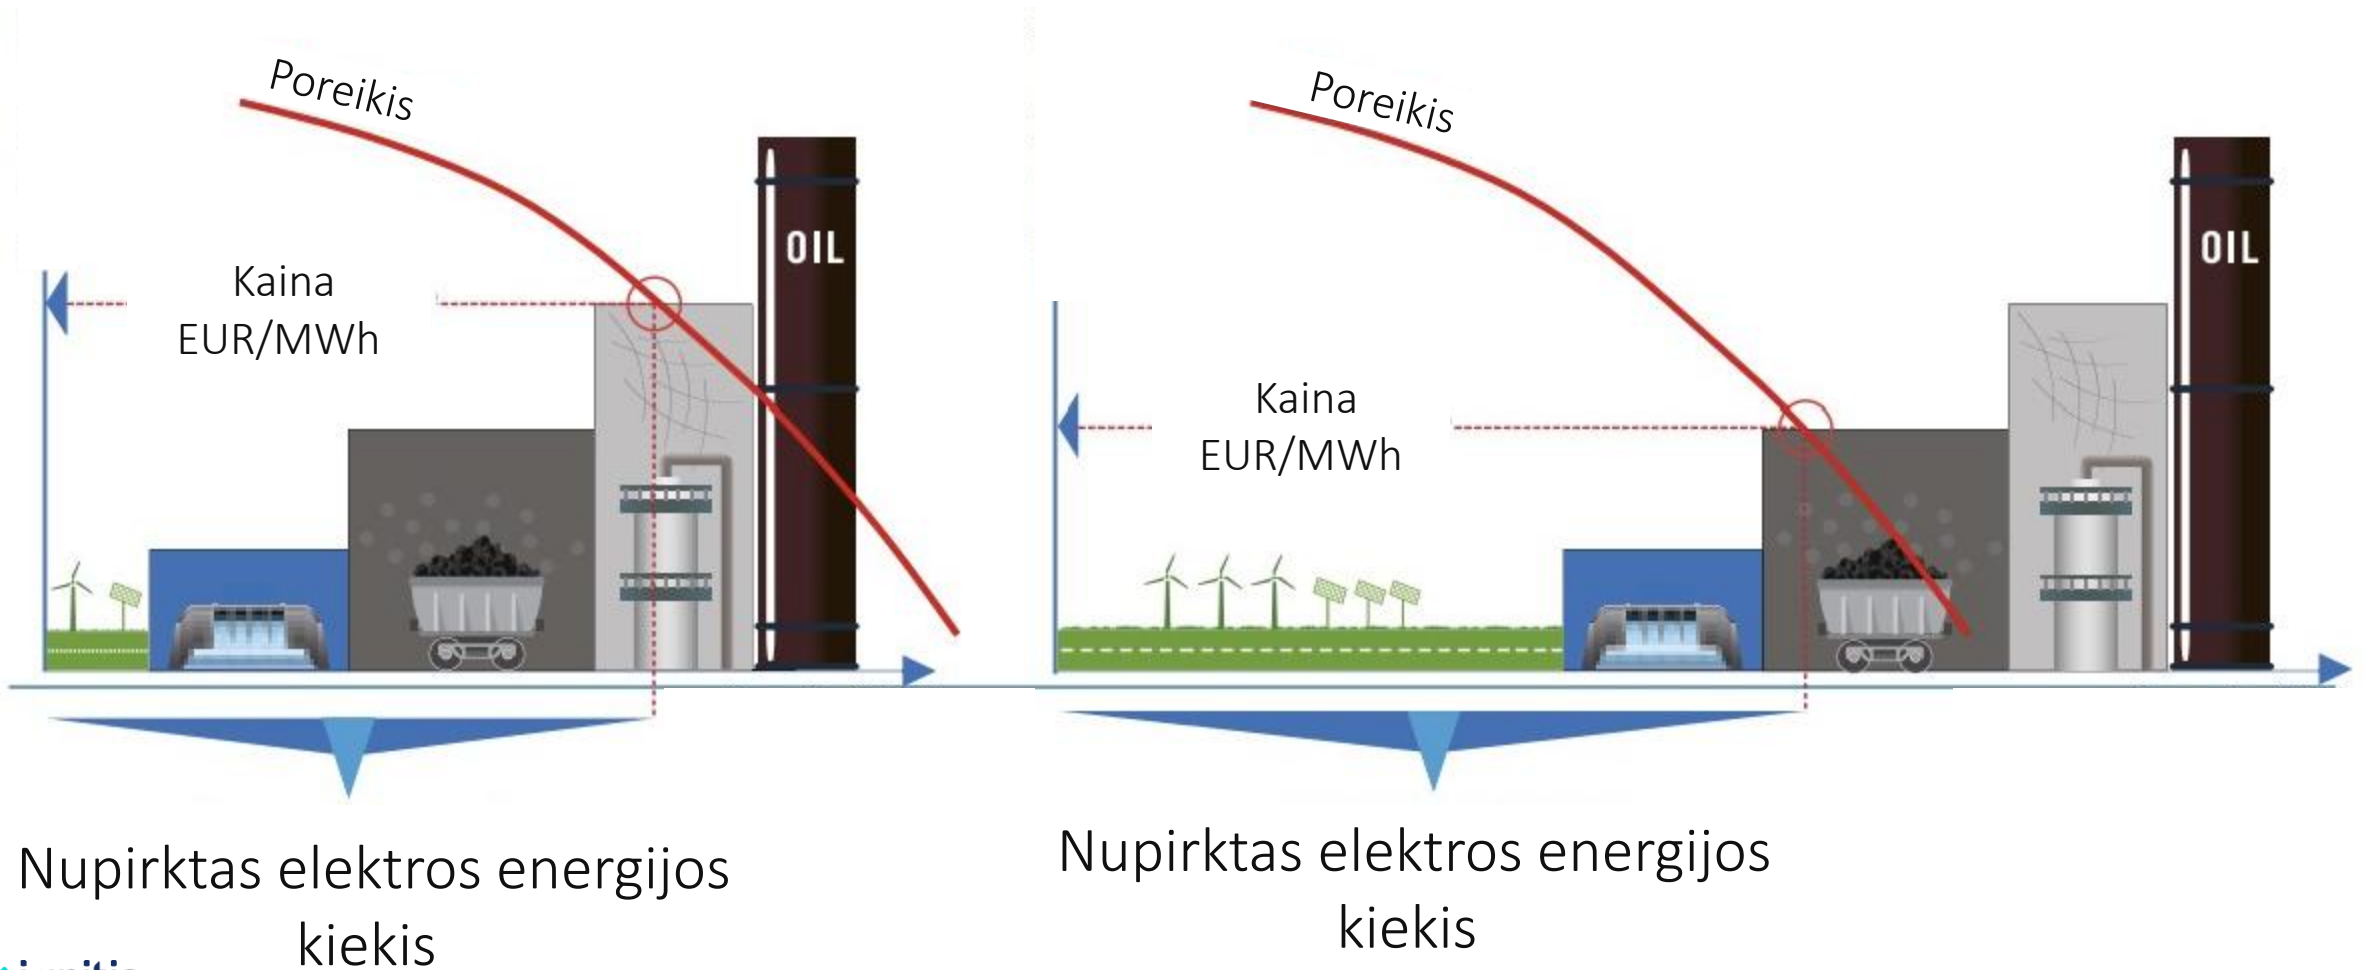 Poreikis
Kaina
EUR/MWh
OIL
Nupirktas elektros energijos
kiekis
Poreikis
Kaina
EUR/MWh
OIL
Nupirktas elektros energijos
kiekis